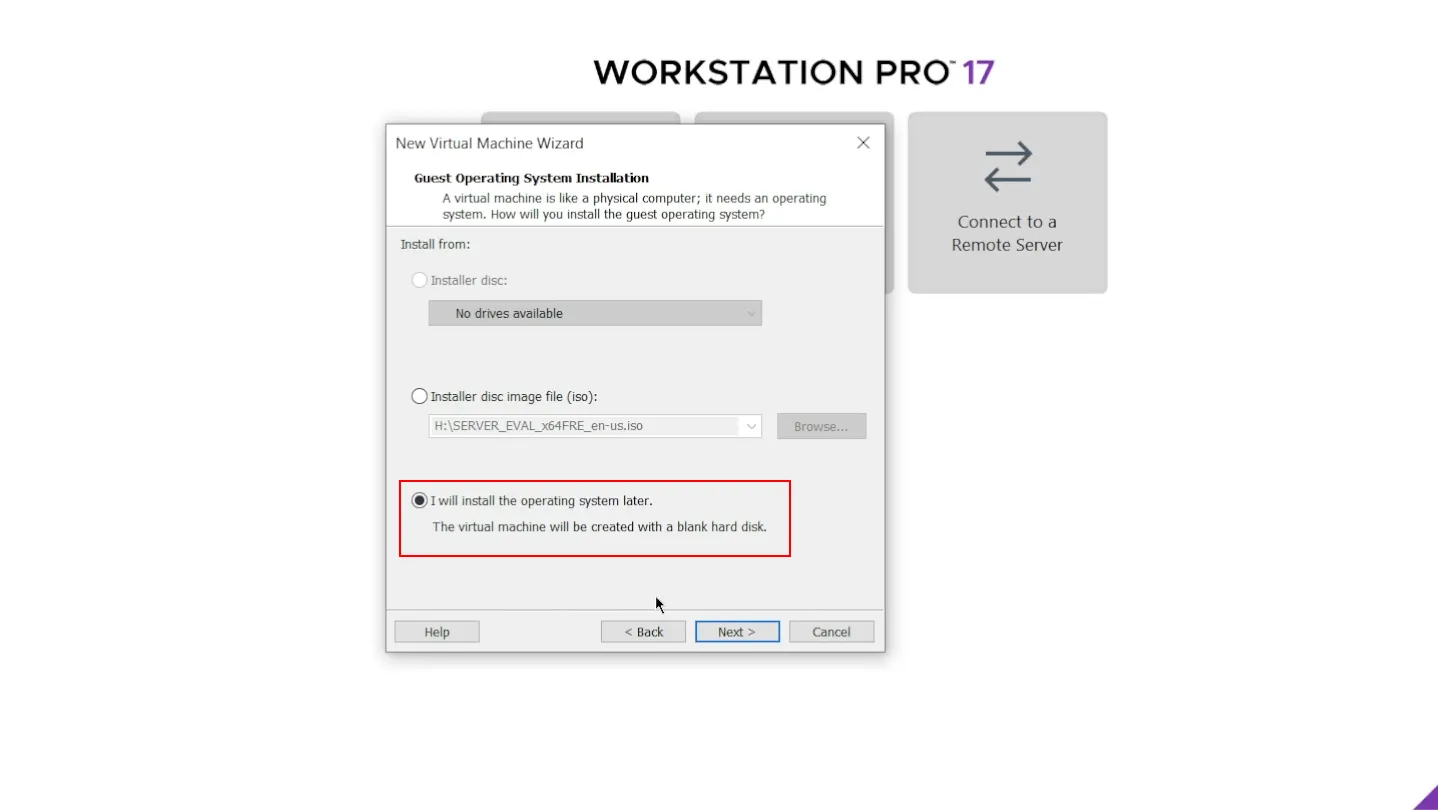 WORKSTATION PRO™ 17
New Virtual Machine Wizard
Guest Operating System Installation
A virtual machine is like a physical computer; it needs an operating
system. How will you install the guest operating system?
Install from:
Installer disc:
No drives available
Installer disc image file (iso):
H:\SERVER_EVAL_x64FRE_en-us.iso
Browse...
I will install the operating system later.
The virtual machine will be created with a blank hard disk.
Help
< Back
Next >
Cancel
Connect to a
Remote Server